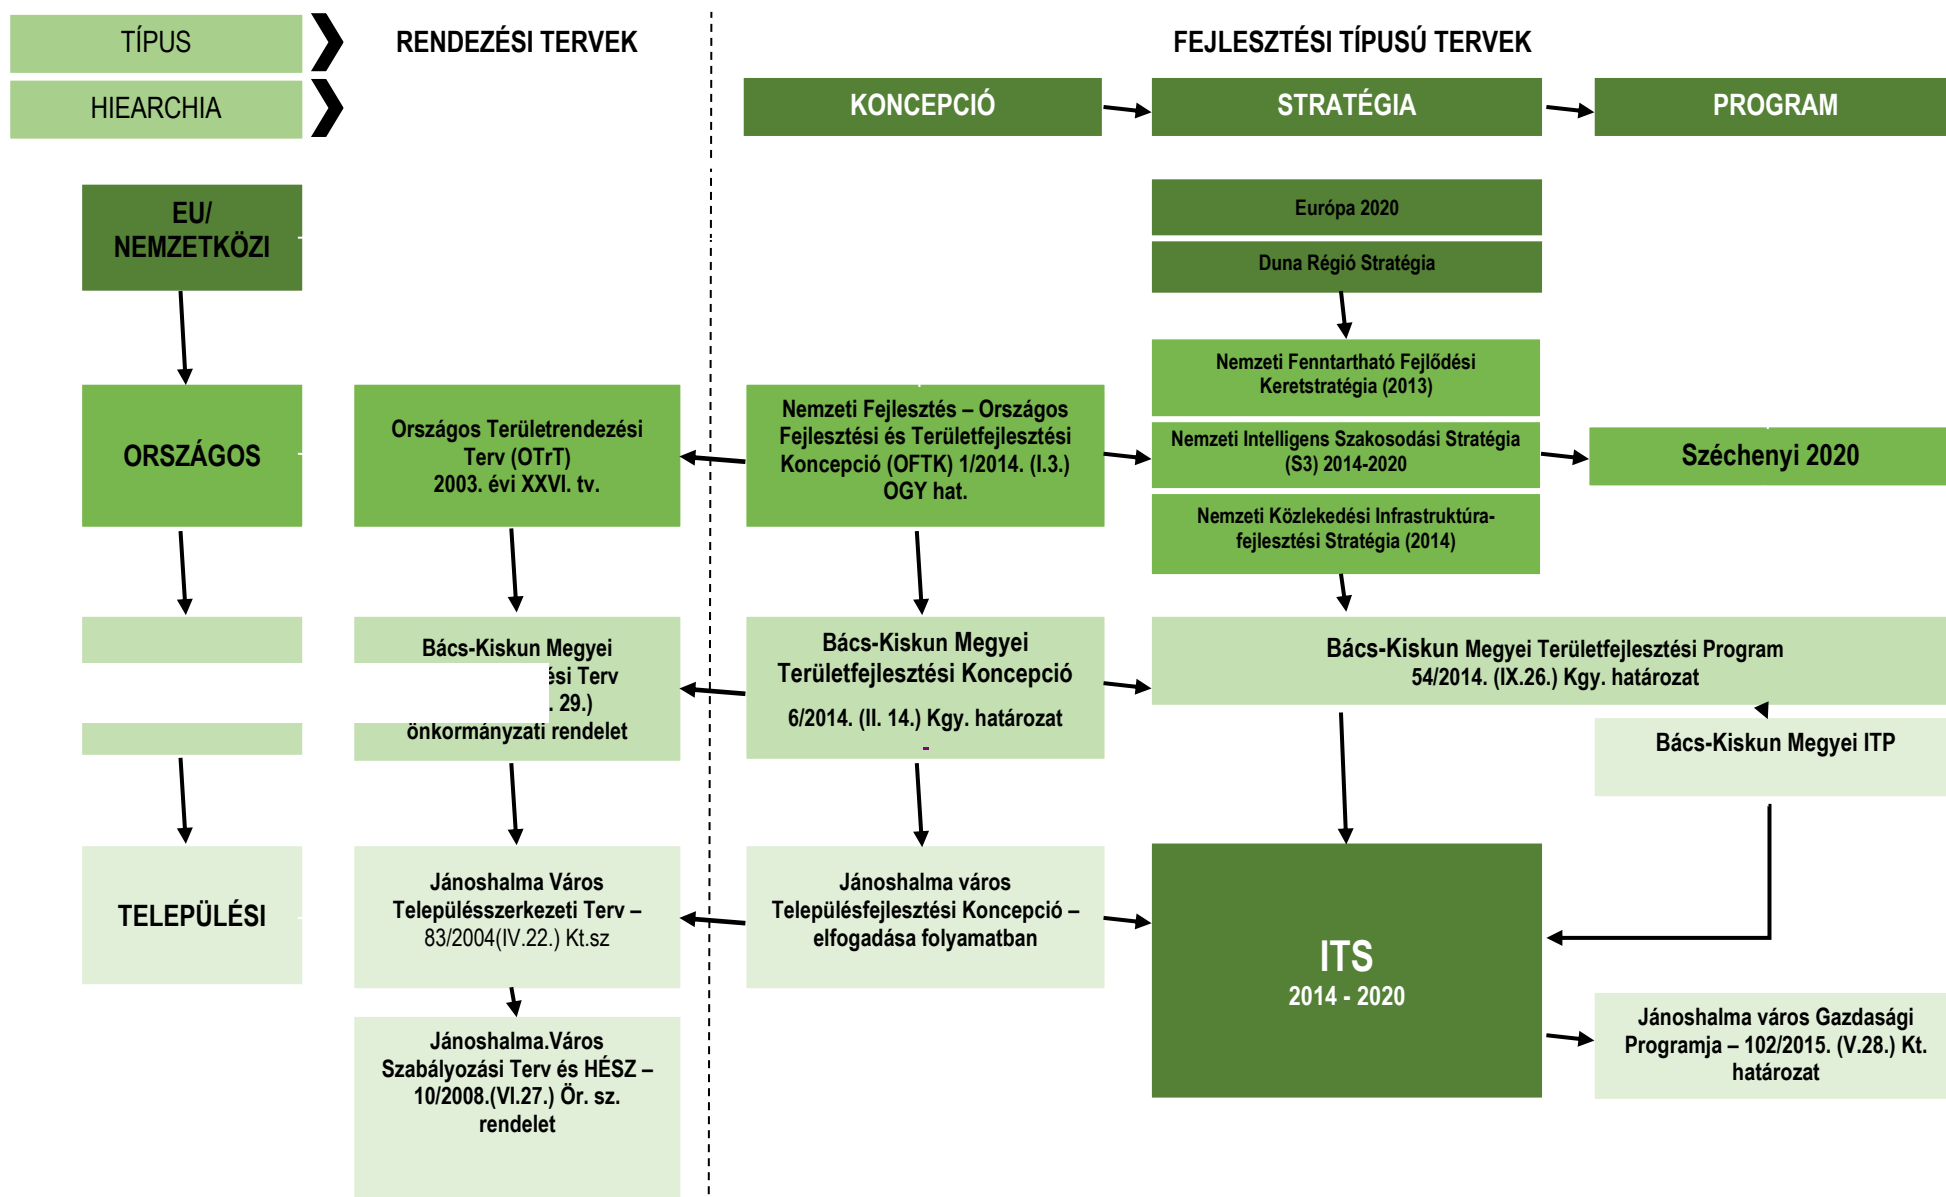 TÍPUS
RENDEZÉSI TERVEK
FEJLESZTÉSI TÍPUSÚ TERVEK
HIEARCHIA
KONCEPCIÓ
STRATÉGIA
PROGRAM
EU/
NEMZETKÖZI
Európa 2020
Duna Régió Stratégia
ORSZÁGOS
Országos Területrendezési
Terv (OTrT)
2003. évi XXVI. tv.
Nemzeti Fejlesztés – Országos
Fejlesztési és Területfejlesztési
Koncepció (OFTK) 1/2014. (I.3.)
OGY hat.
Nemzeti Fenntartható Fejlődési
Keretstratégia (2013)
Nemzeti Intelligens Szakosodási Stratégia
(S3) 2014-2020
Nemzeti Közlekedési Infrastruktúra-
fejlesztési Stratégia (2014)
Széchenyi 2020
Bács-Kiskun Megyei
ési Terv
. 29.)
önkormányzati rendelet
Bács-Kiskun Megyei
Területfejlesztési Koncepció
6/2014. (II. 14.) Kgy. határozat
-
Bács-Kiskun Megyei Területfejlesztési Program
54/2014. (IX.26.) Kgy. határozat
Bács-Kiskun Megyei ITP
TELEPÜLÉSI
Jánoshalma Város
Településszerkezeti Terv –
83/2004(IV.22.) Kt.sz
Jánoshalma város
Településfejlesztési Koncepció –
elfogadása folyamatban
ITS
2014 - 2020
Jánoshalma.Város
Szabályozási Terv és HÉSZ –
10/2008.(VI.27.) Ör. sz.
rendelet
Jánoshalma város Gazdasági
Programja – 102/2015. (V.28.) Kt.
határozat